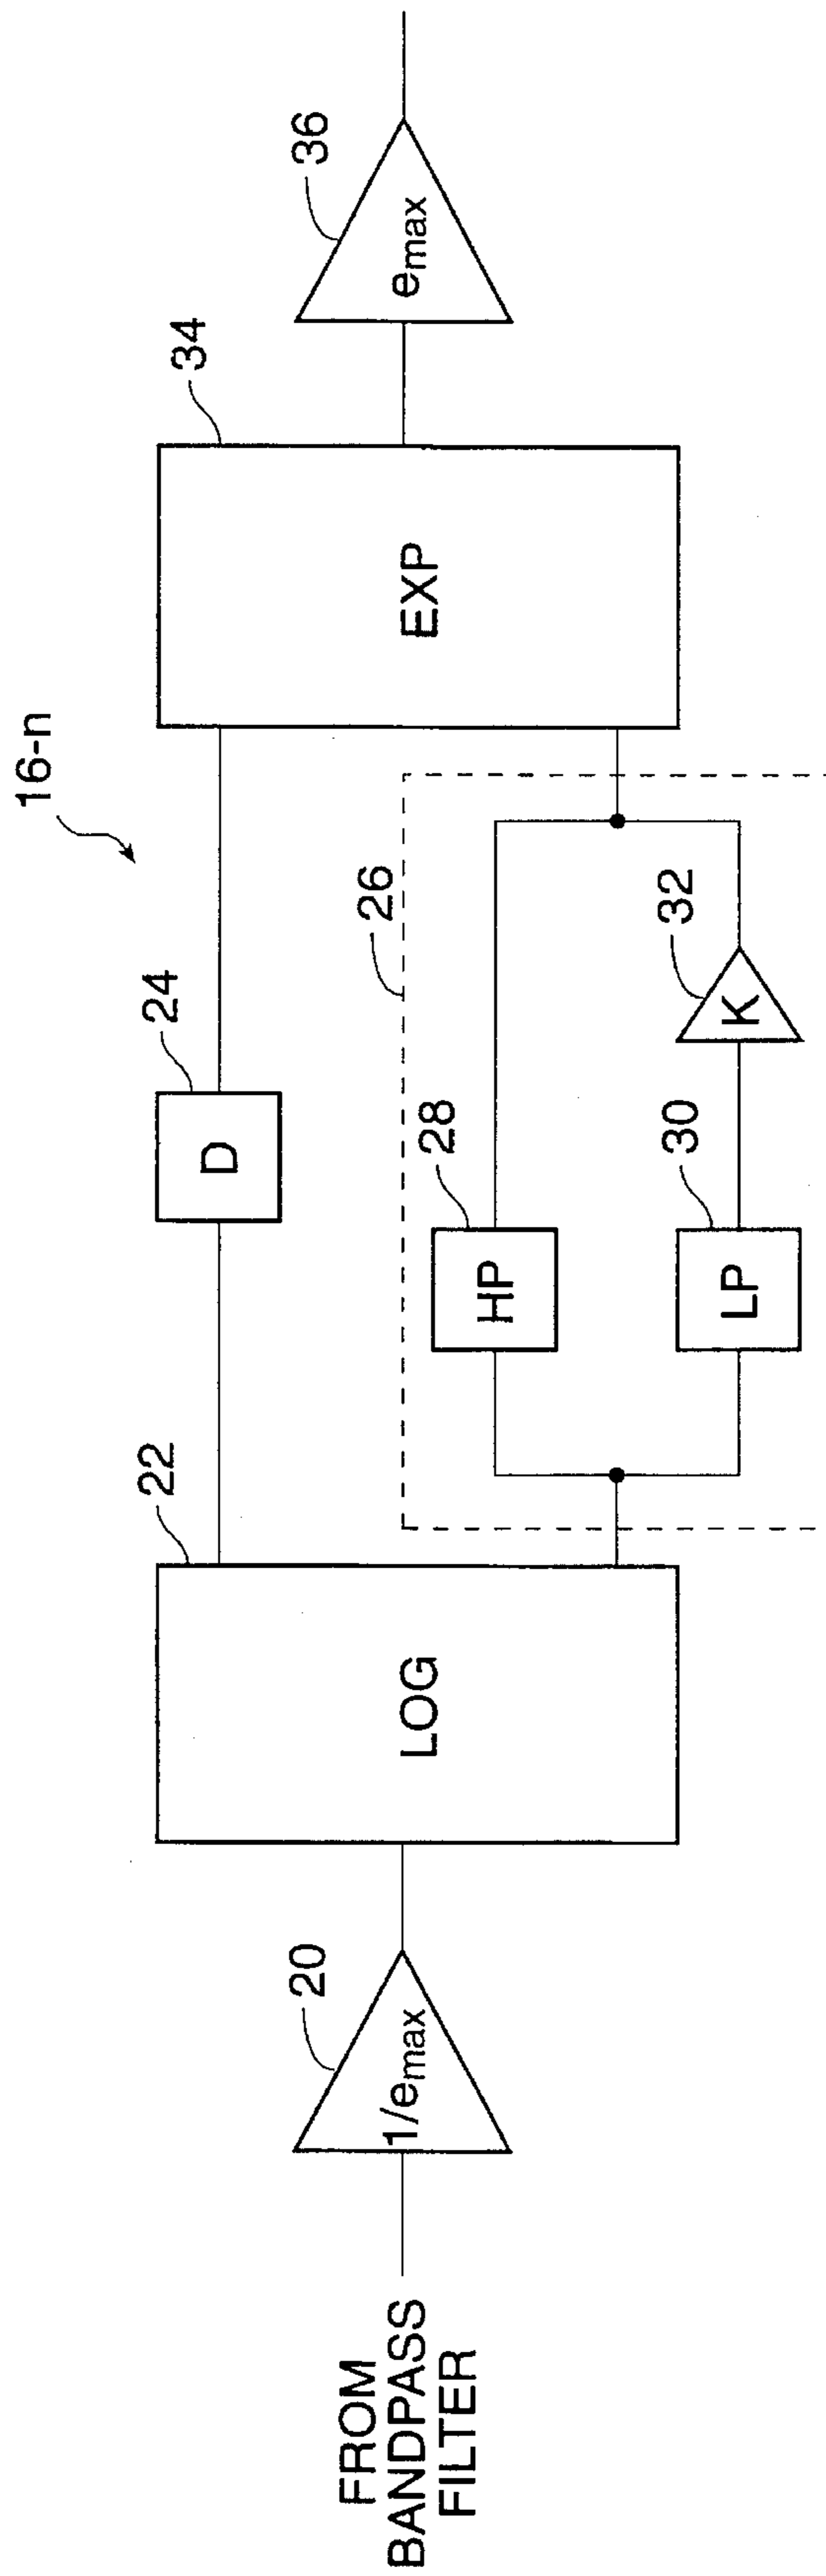 16-n
FROM
BANDPASS
FILTER
20
1/emax
22
LOG
24
D
26
28
HP
30
LP
32
K
34
EXP
36
emax